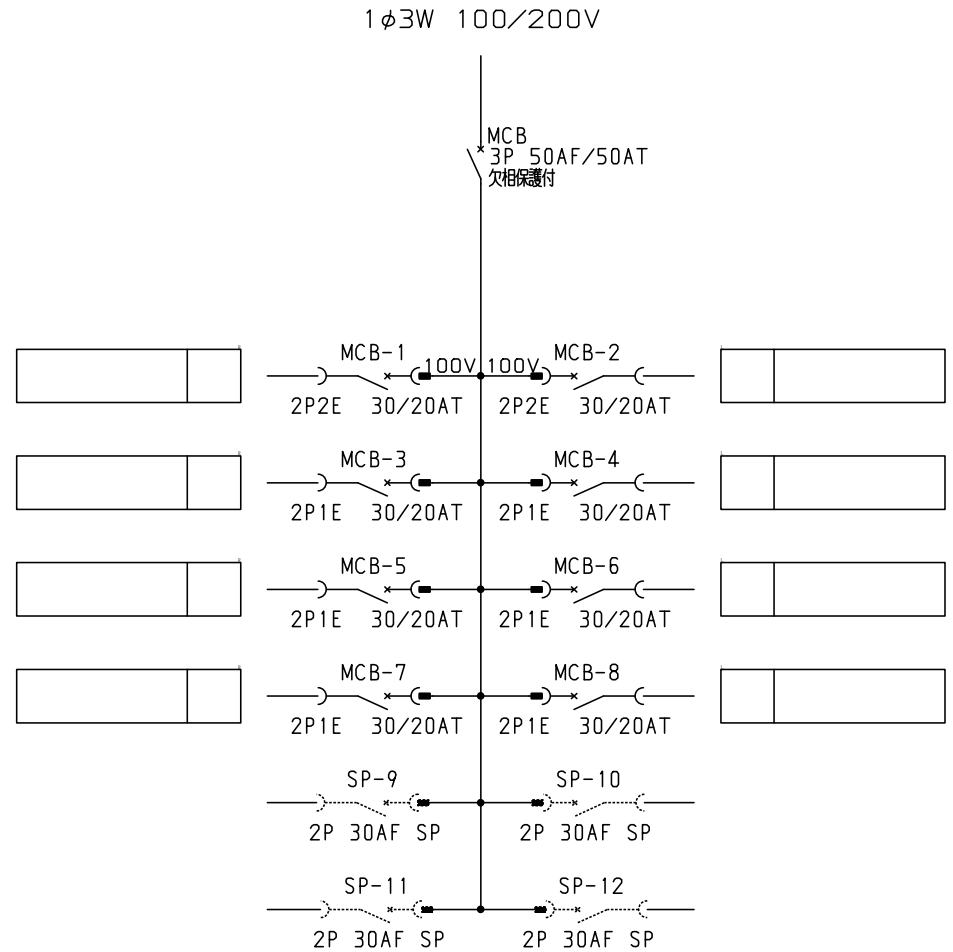 1φ3W 100/200V
MCB
3P 50AF/50AT
欠相保護付
MCB-1 100V 100V MCB-2
2P2E 30/20AT 2P2E 30/20AT
MCB-3 MCB-4
2P1E 30/20AT 2P1E 30/20AT
MCB-5 MCB-6
2P1E 30/20AT 2P1E 30/20AT
MCB-7 MCB-8
2P1E 30/20AT 2P1E 30/20AT
SP-9 SP-10
2P 30AF SP 2P 30AF SP
SP-11 SP-12
2P 30AF SP 2P 30AF SP